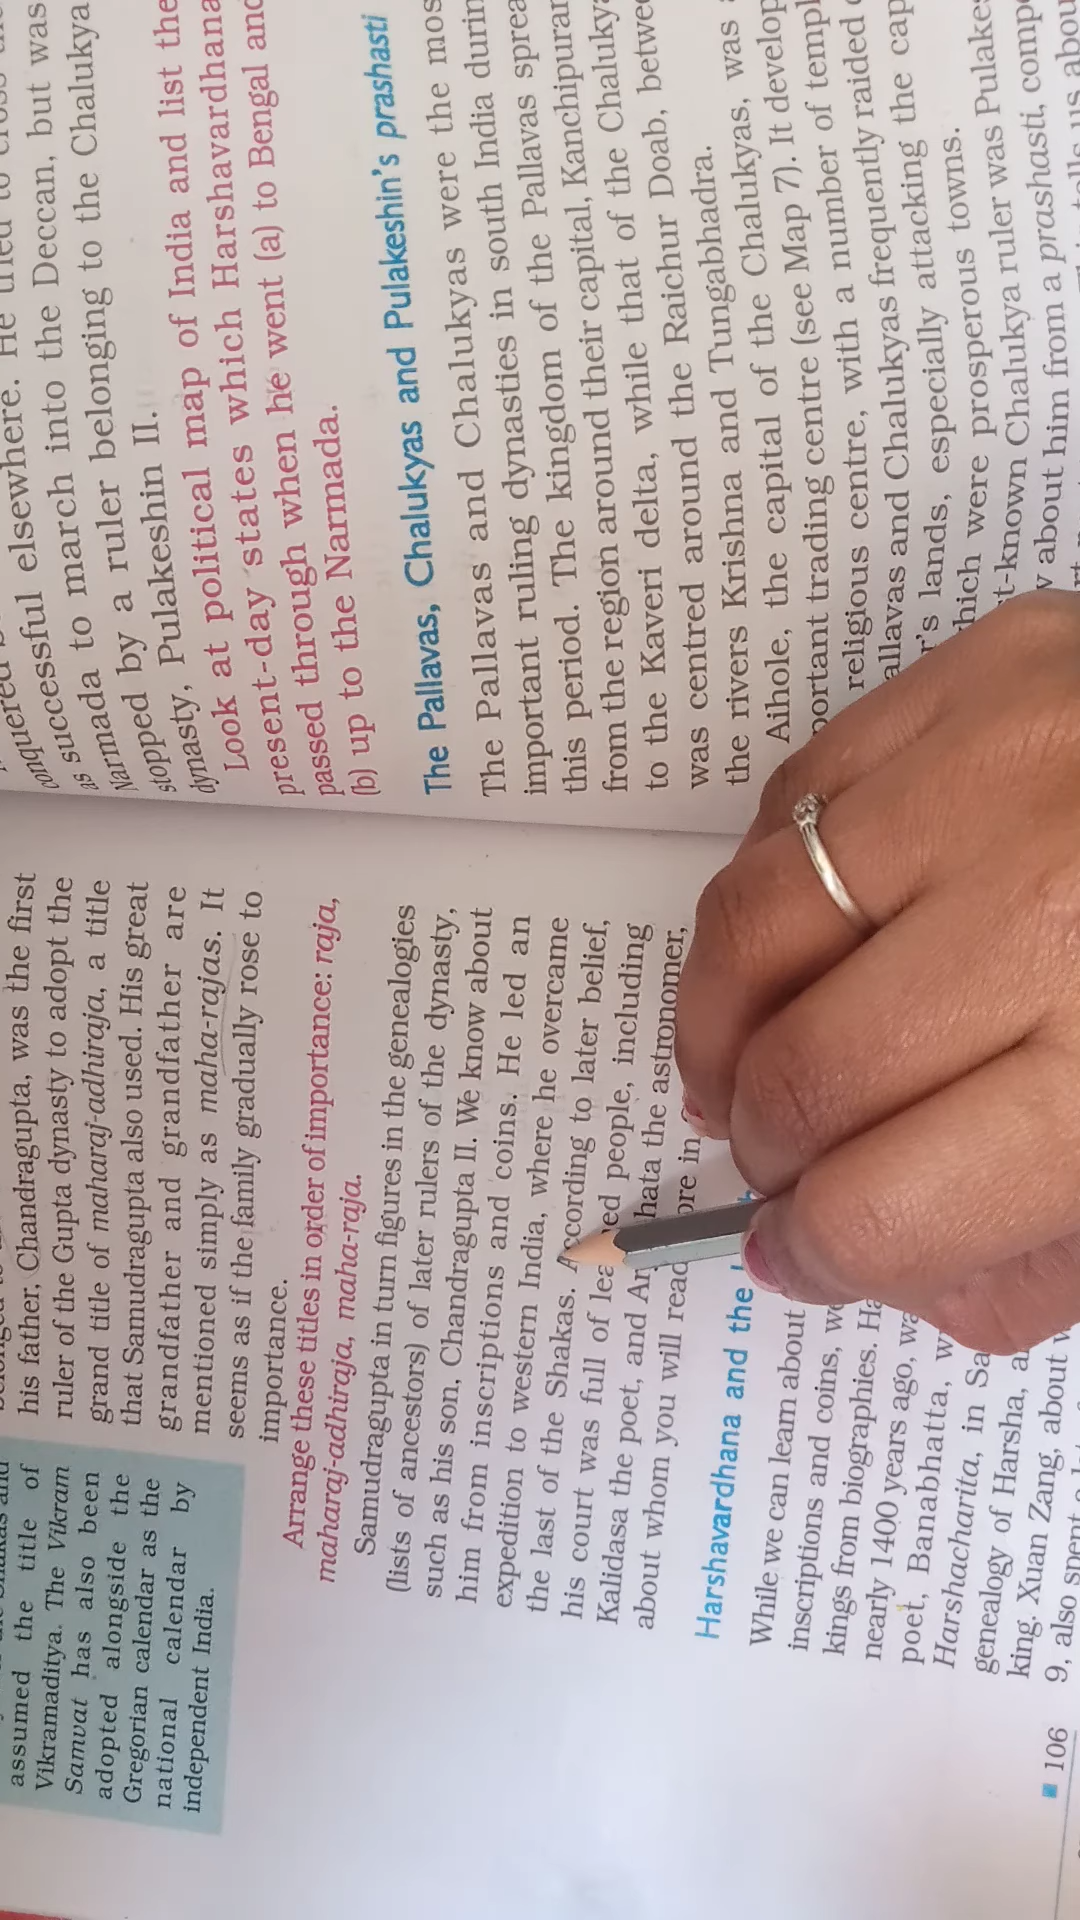 assumed the title of
Vikramaditya. The Vikram
Samvat has also been
adopted alongside the
Gregorian calendar as the
national calendar by
independent India.
his father, Chandragupta, was the first
ruler of the Gupta dynasty to adopt the
grand title of maharaj-adhiraja, a title
that Samudragupta also used. His great
grandfather and grandfather are
mentioned simply as maha-rajas. It
seems as if the family gradually rose to
importance.
Arrange these titles in order of importance: raja,
maharaj-adhiraja, maha-raja.
Samudragupta in turn figures in the genealogies
(lists of ancestors) of later rulers of the dynasty,
such as his son, Chandragupta II. We know about
him from inscriptions and coins. He led an
expedition to western India, where he overcame
the last of the Shakas. According to later belief,
his court was full of learned people, including
Kalidasa the poet, and hata the astronomer,
about whom you will read in
Harshavardhana and the
While we can learn about
inscriptions and coins,
kings from biographies.
nearly 1400 years ago,
poet, Banabhatta,
Harshacharita, in
genealogy of Harsha,
king. Xuan Zang, about
9, also spent
106
successful elsewhere. He tried to
as successful to march into the Deccan, but was
Narmada to march into the Deccan, but was
stopped by a ruler belonging to the Chalukya
dynasty, Pulakeshin II.
Look at political map of India and list the
present-day states which Harshavardhana
passed through when he went (a) to Bengal and
(b) up to the Narmada.
The Pallavas, Chalukyas and Pulakeshin's prashasti
The Pallavas and Chalukyas were the most
important ruling dynasties in south India during
this period. The kingdom of the Pallavas spread
from the region around their capital, Kanchipuram,
to the Kaveri delta, while that of the Chalukyas
was centred around the Raichur Doab, between
the rivers Krishna and Tungabhadra.
Aihole, the capital of the Chalukyas, was
portant trading centre (see Map 7). It develop
religious centre, with a number of templ
allavas and Chalukyas frequently raided
r's lands, especially attacking the cap
which were prosperous towns.
t-known Chalukya ruler was Pulake
about him from a prashasti, comp